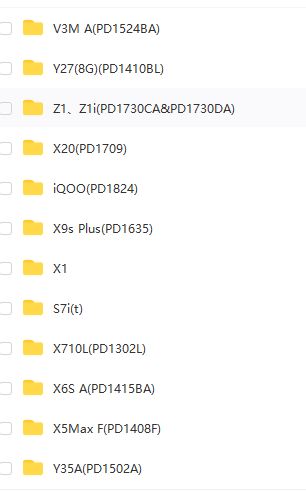 V3M A(PD1524BA)
Y27(8G)(PD1410BL)
Z1、Z1i(PD1730CA&PD1730DA)
X20(PD1709)
iQOO(PD1824)
X9s Plus(PD1635)
X1
S7i(t)
X710L(PD1302L)
X6S A(PD1415BA)
X5Max F(PD1408F)
Y35A(PD1502A)